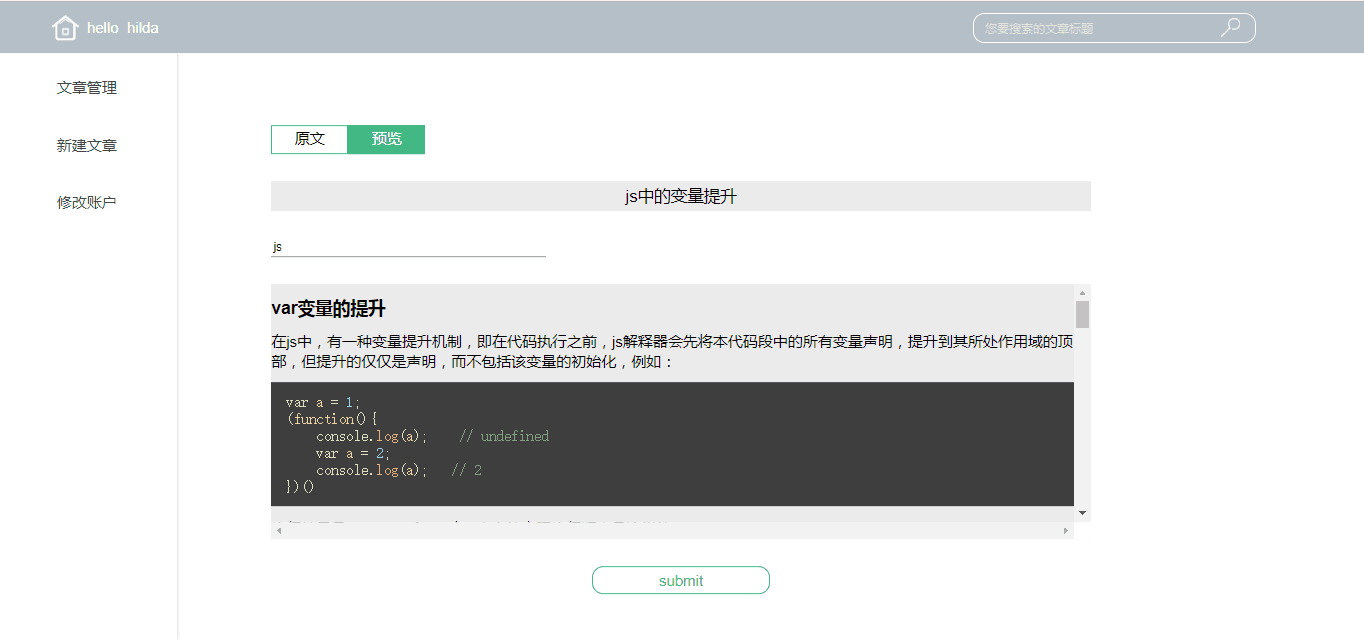 hello hilda
您要搜索的文章标题
文章管理
新建文章
修改账户
原文
预览
js中的变量提升
js
var变量的提升
在js中，有一种变量提升机制，即在代码执行之前，js解释器会先将本代码段中的所有变量声明，提升到其所处作用域的顶
部，但提升的仅仅是声明，而不包括该变量的初始化，例如：
var a = 1;
(function(){
    console.log(a);    // undefined
    var a = 2;
    console.log(a);   // 2
})()
submit